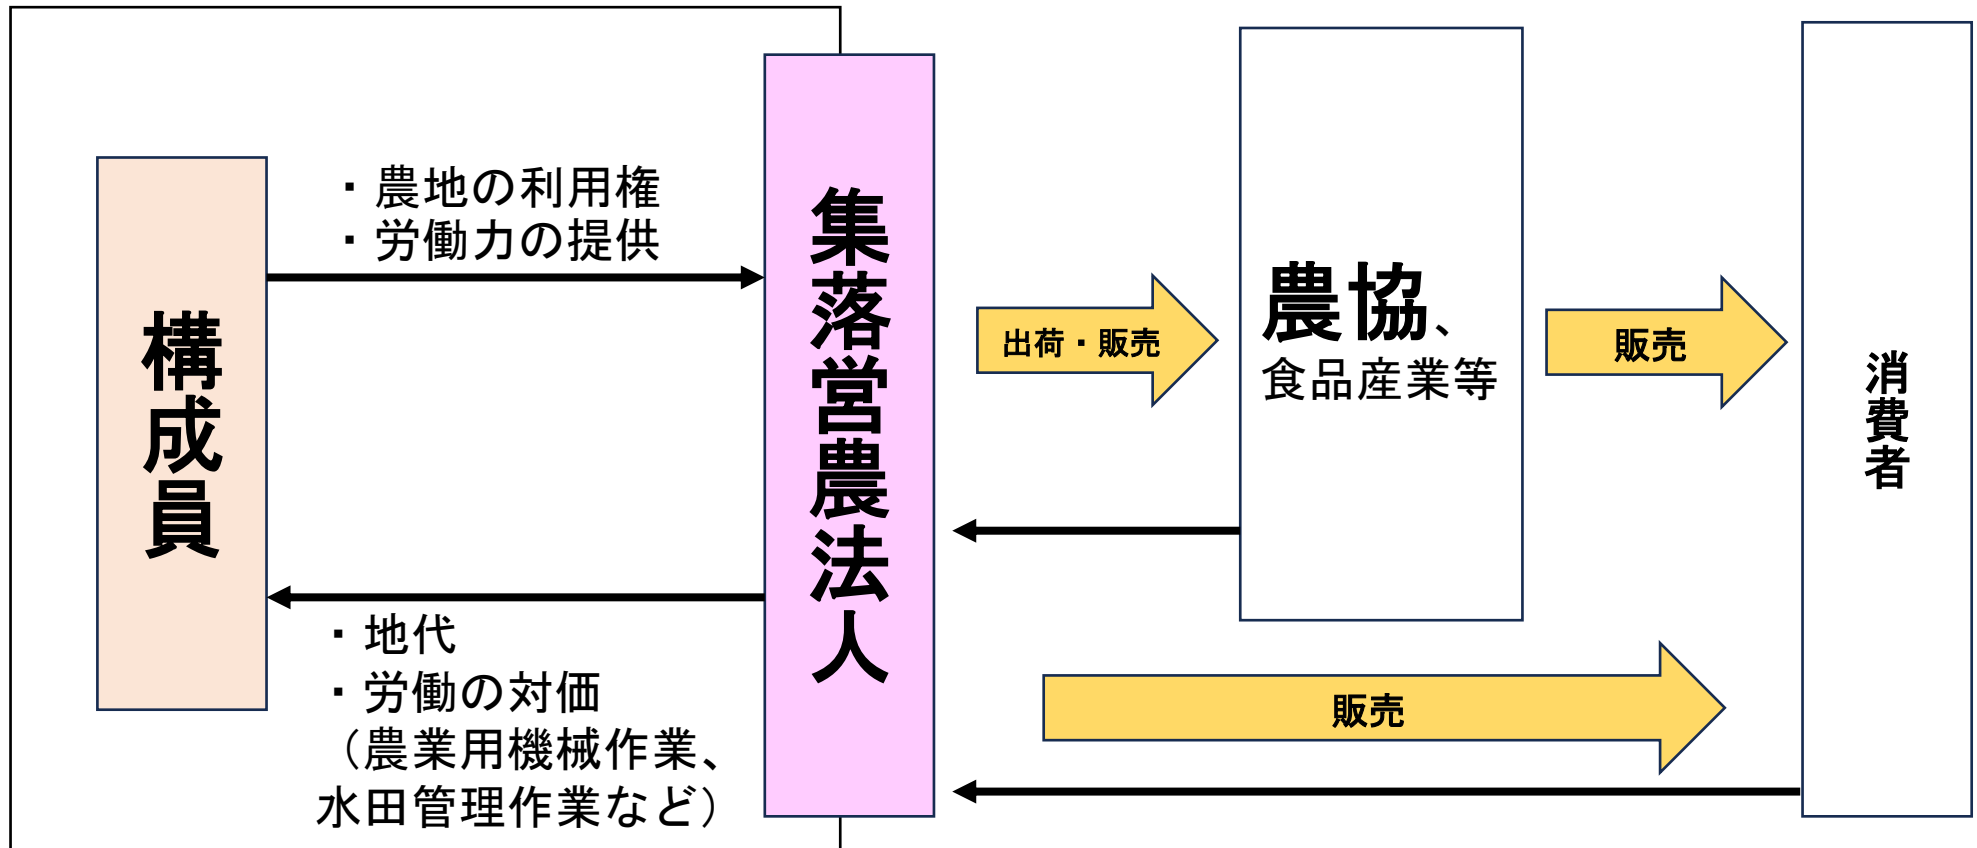 構成員
・農地の利用権
・労働力の提供
・地代
・労働の対価
（農業用機械作業、
水田管理作業など）
集落営農法人
出荷・販売
農協、
食品産業等
販売
販売
消費者